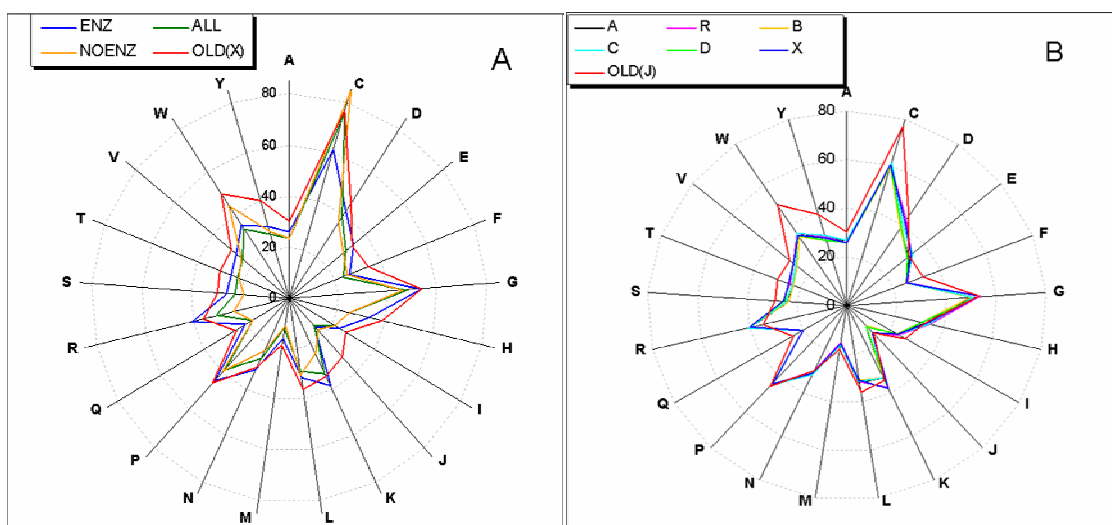 ENZ ALL
NOENZ OLD(X)
A
A
C
D
E
F
G
H
I
J
K
L
M
N
P
Q
R
S
T
V
W
Y
80
60
40
20
0
A R B
C D X
OLD(J)
B
A
C
D
E
F
G
H
I
J
K
L
M
N
P
Q
R
S
T
V
W
Y
80
60
40
20
0